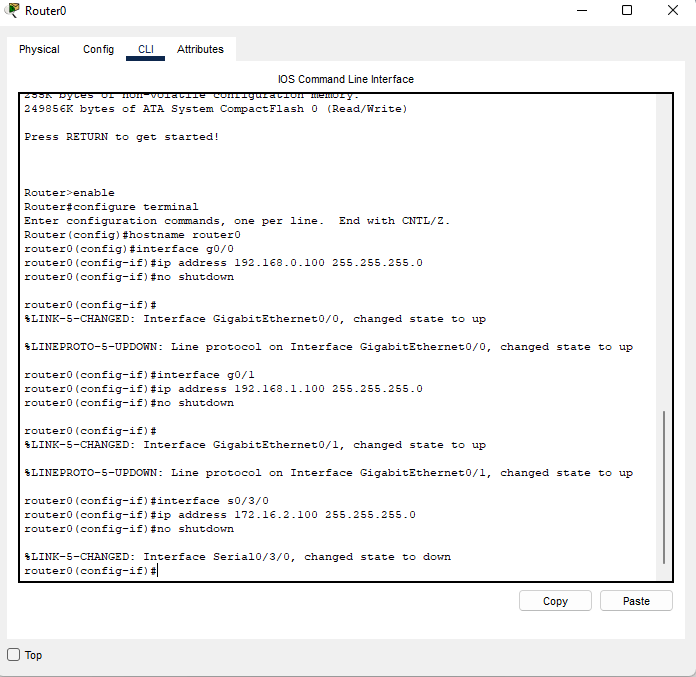 Router0
Physical Config CLI Attributes
IOS Command Line Interface
255K bytes of non-volatile configuration memory.
249856K bytes of ATA System CompactFlash 0 (Read/Write)
Press RETURN to get started!
Router>enable
Router#configure terminal
Enter configuration commands, one per line.  End with CNTL/Z.
Router(config)#hostname router0
router0(config)#interface g0/0
router0(config-if)#ip address 192.168.0.100 255.255.255.0
router0(config-if)#no shutdown
router0(config-if)#
%LINK-5-CHANGED: Interface GigabitEthernet0/0, changed state to up
%LINEPROTO-5-UPDOWN: Line protocol on Interface GigabitEthernet0/0, changed state to up
router0(config-if)#interface g0/1
router0(config-if)#ip address 192.168.1.100 255.255.255.0
router0(config-if)#no shutdown
router0(config-if)#
%LINK-5-CHANGED: Interface GigabitEthernet0/1, changed state to up
%LINEPROTO-5-UPDOWN: Line protocol on Interface GigabitEthernet0/1, changed state to up
router0(config-if)#interface s0/3/0
router0(config-if)#ip address 172.16.2.100 255.255.255.0
router0(config-if)#no shutdown
%LINK-5-CHANGED: Interface Serial0/3/0, changed state to down
router0(config-if)#
Copy Paste
Top